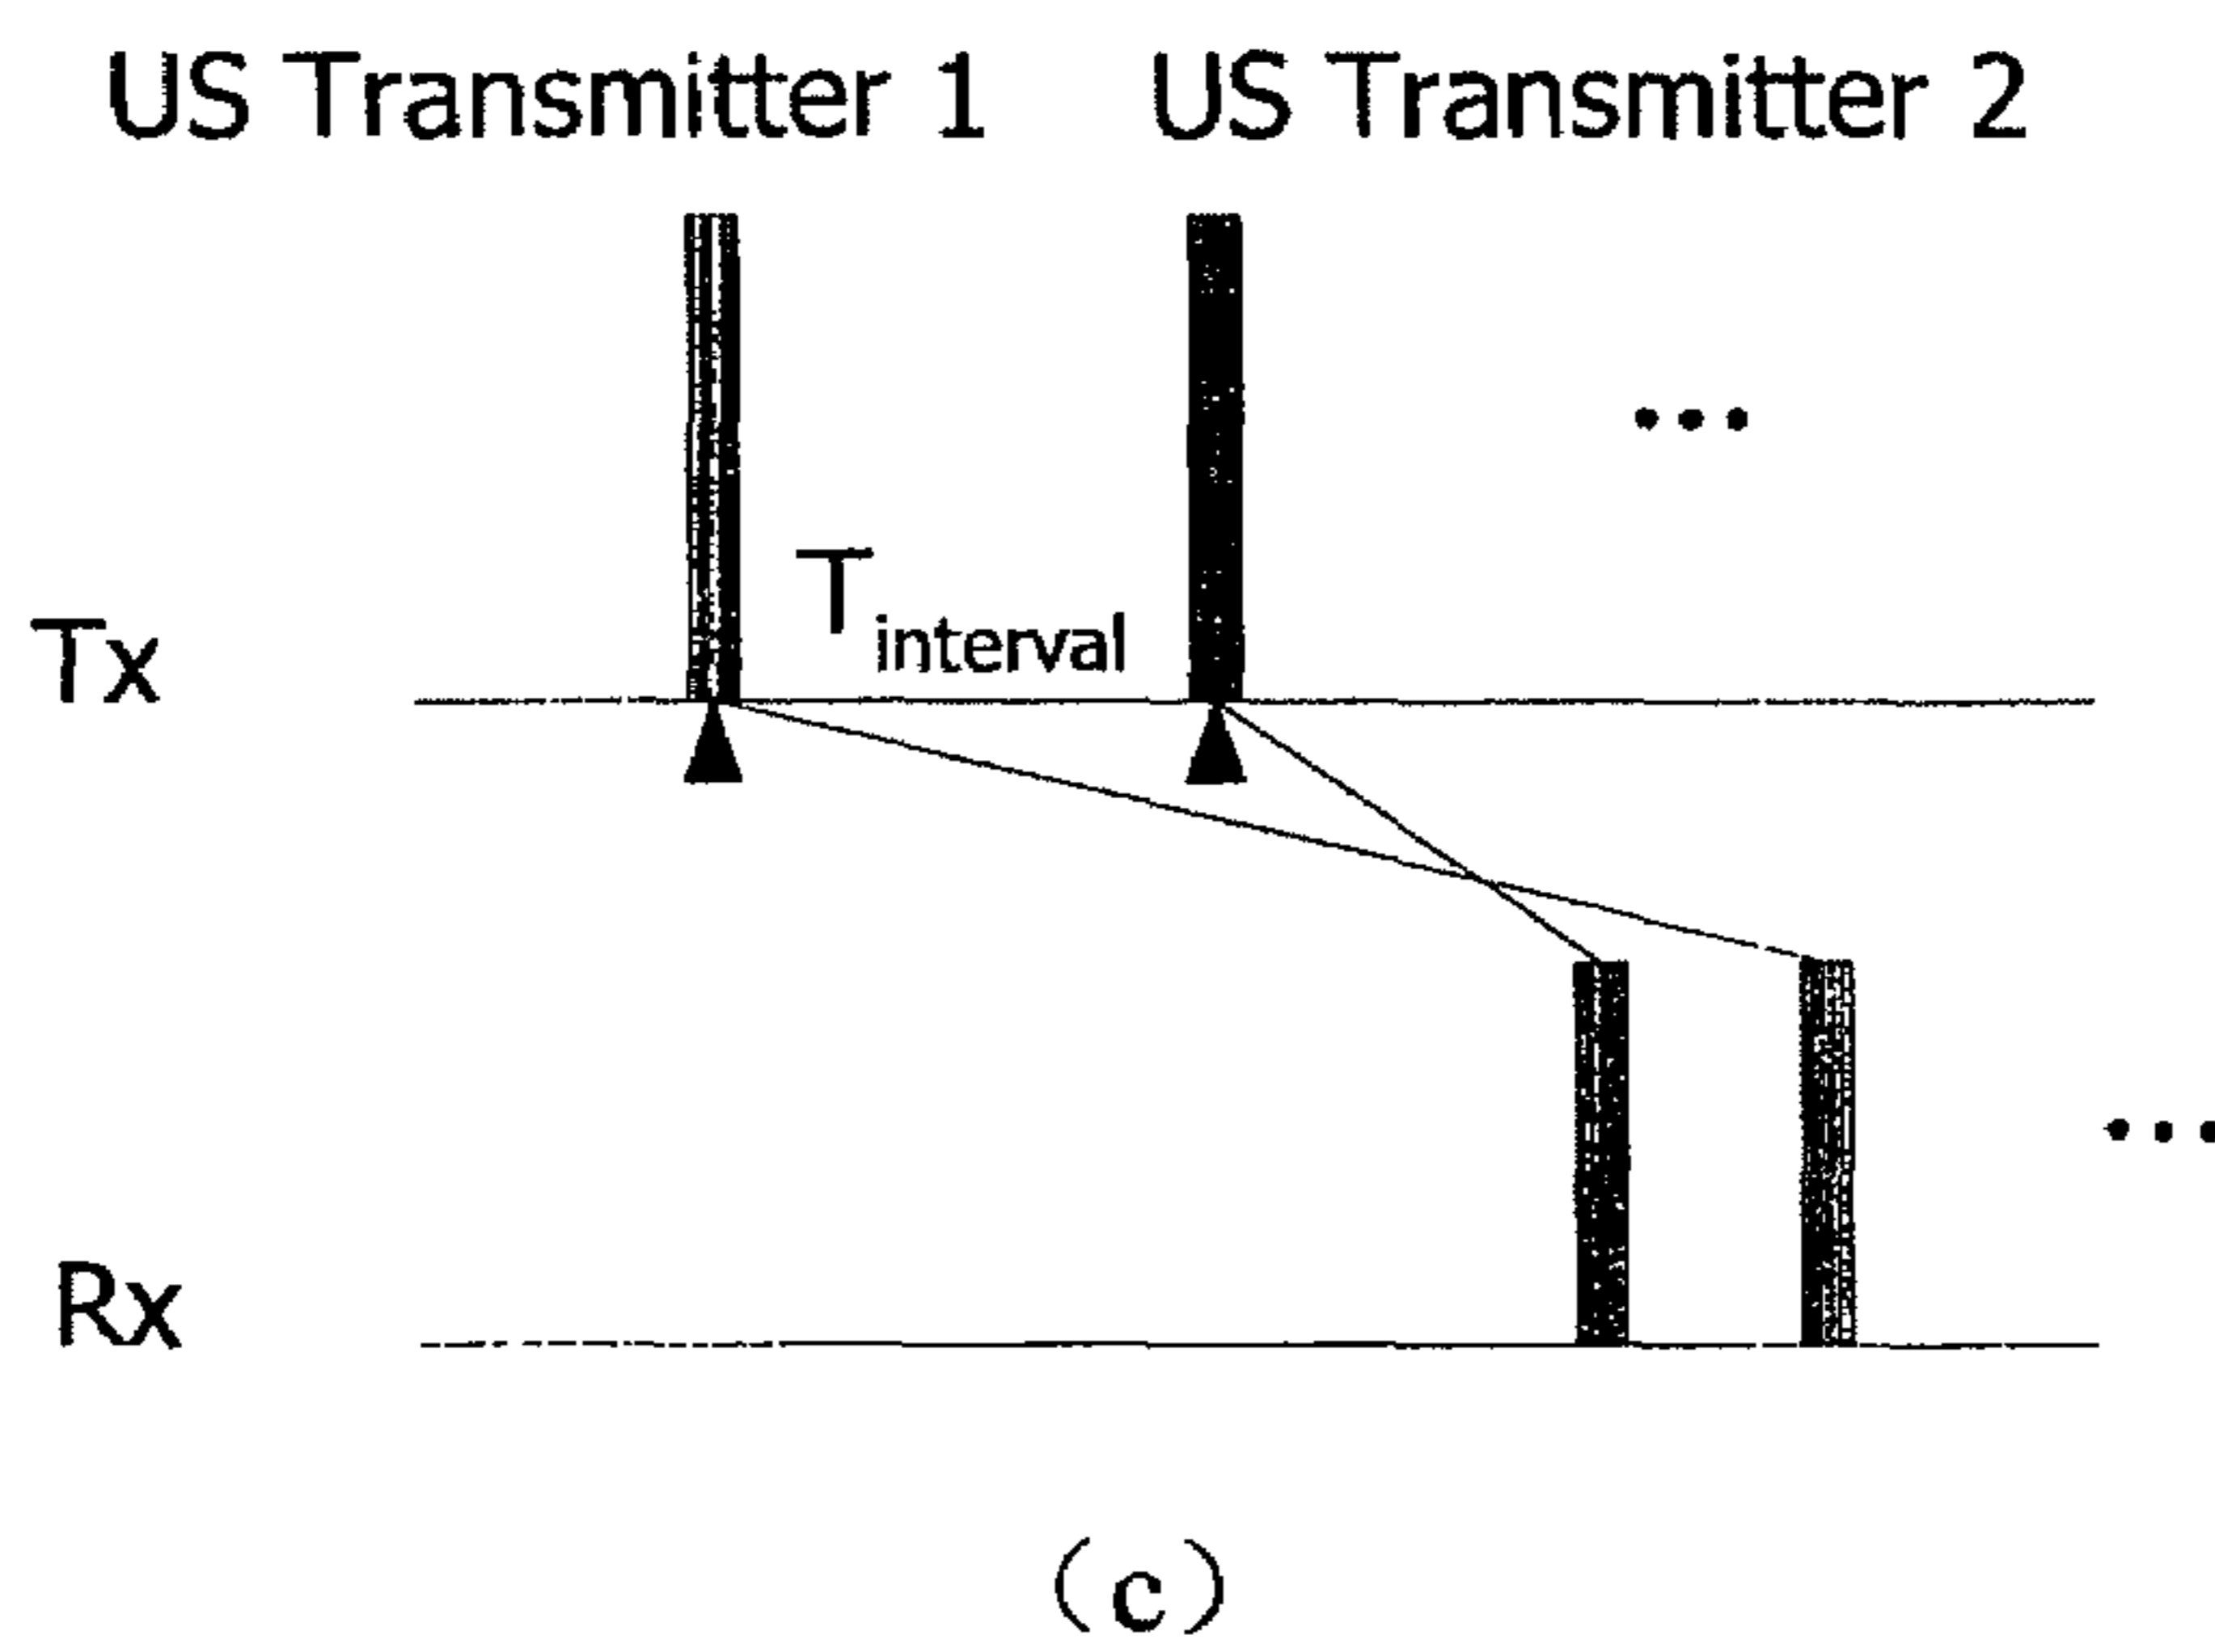 US Transmitter 1 US Transmitter 2
...
Tinterval
Tx
...
Rx
(c)